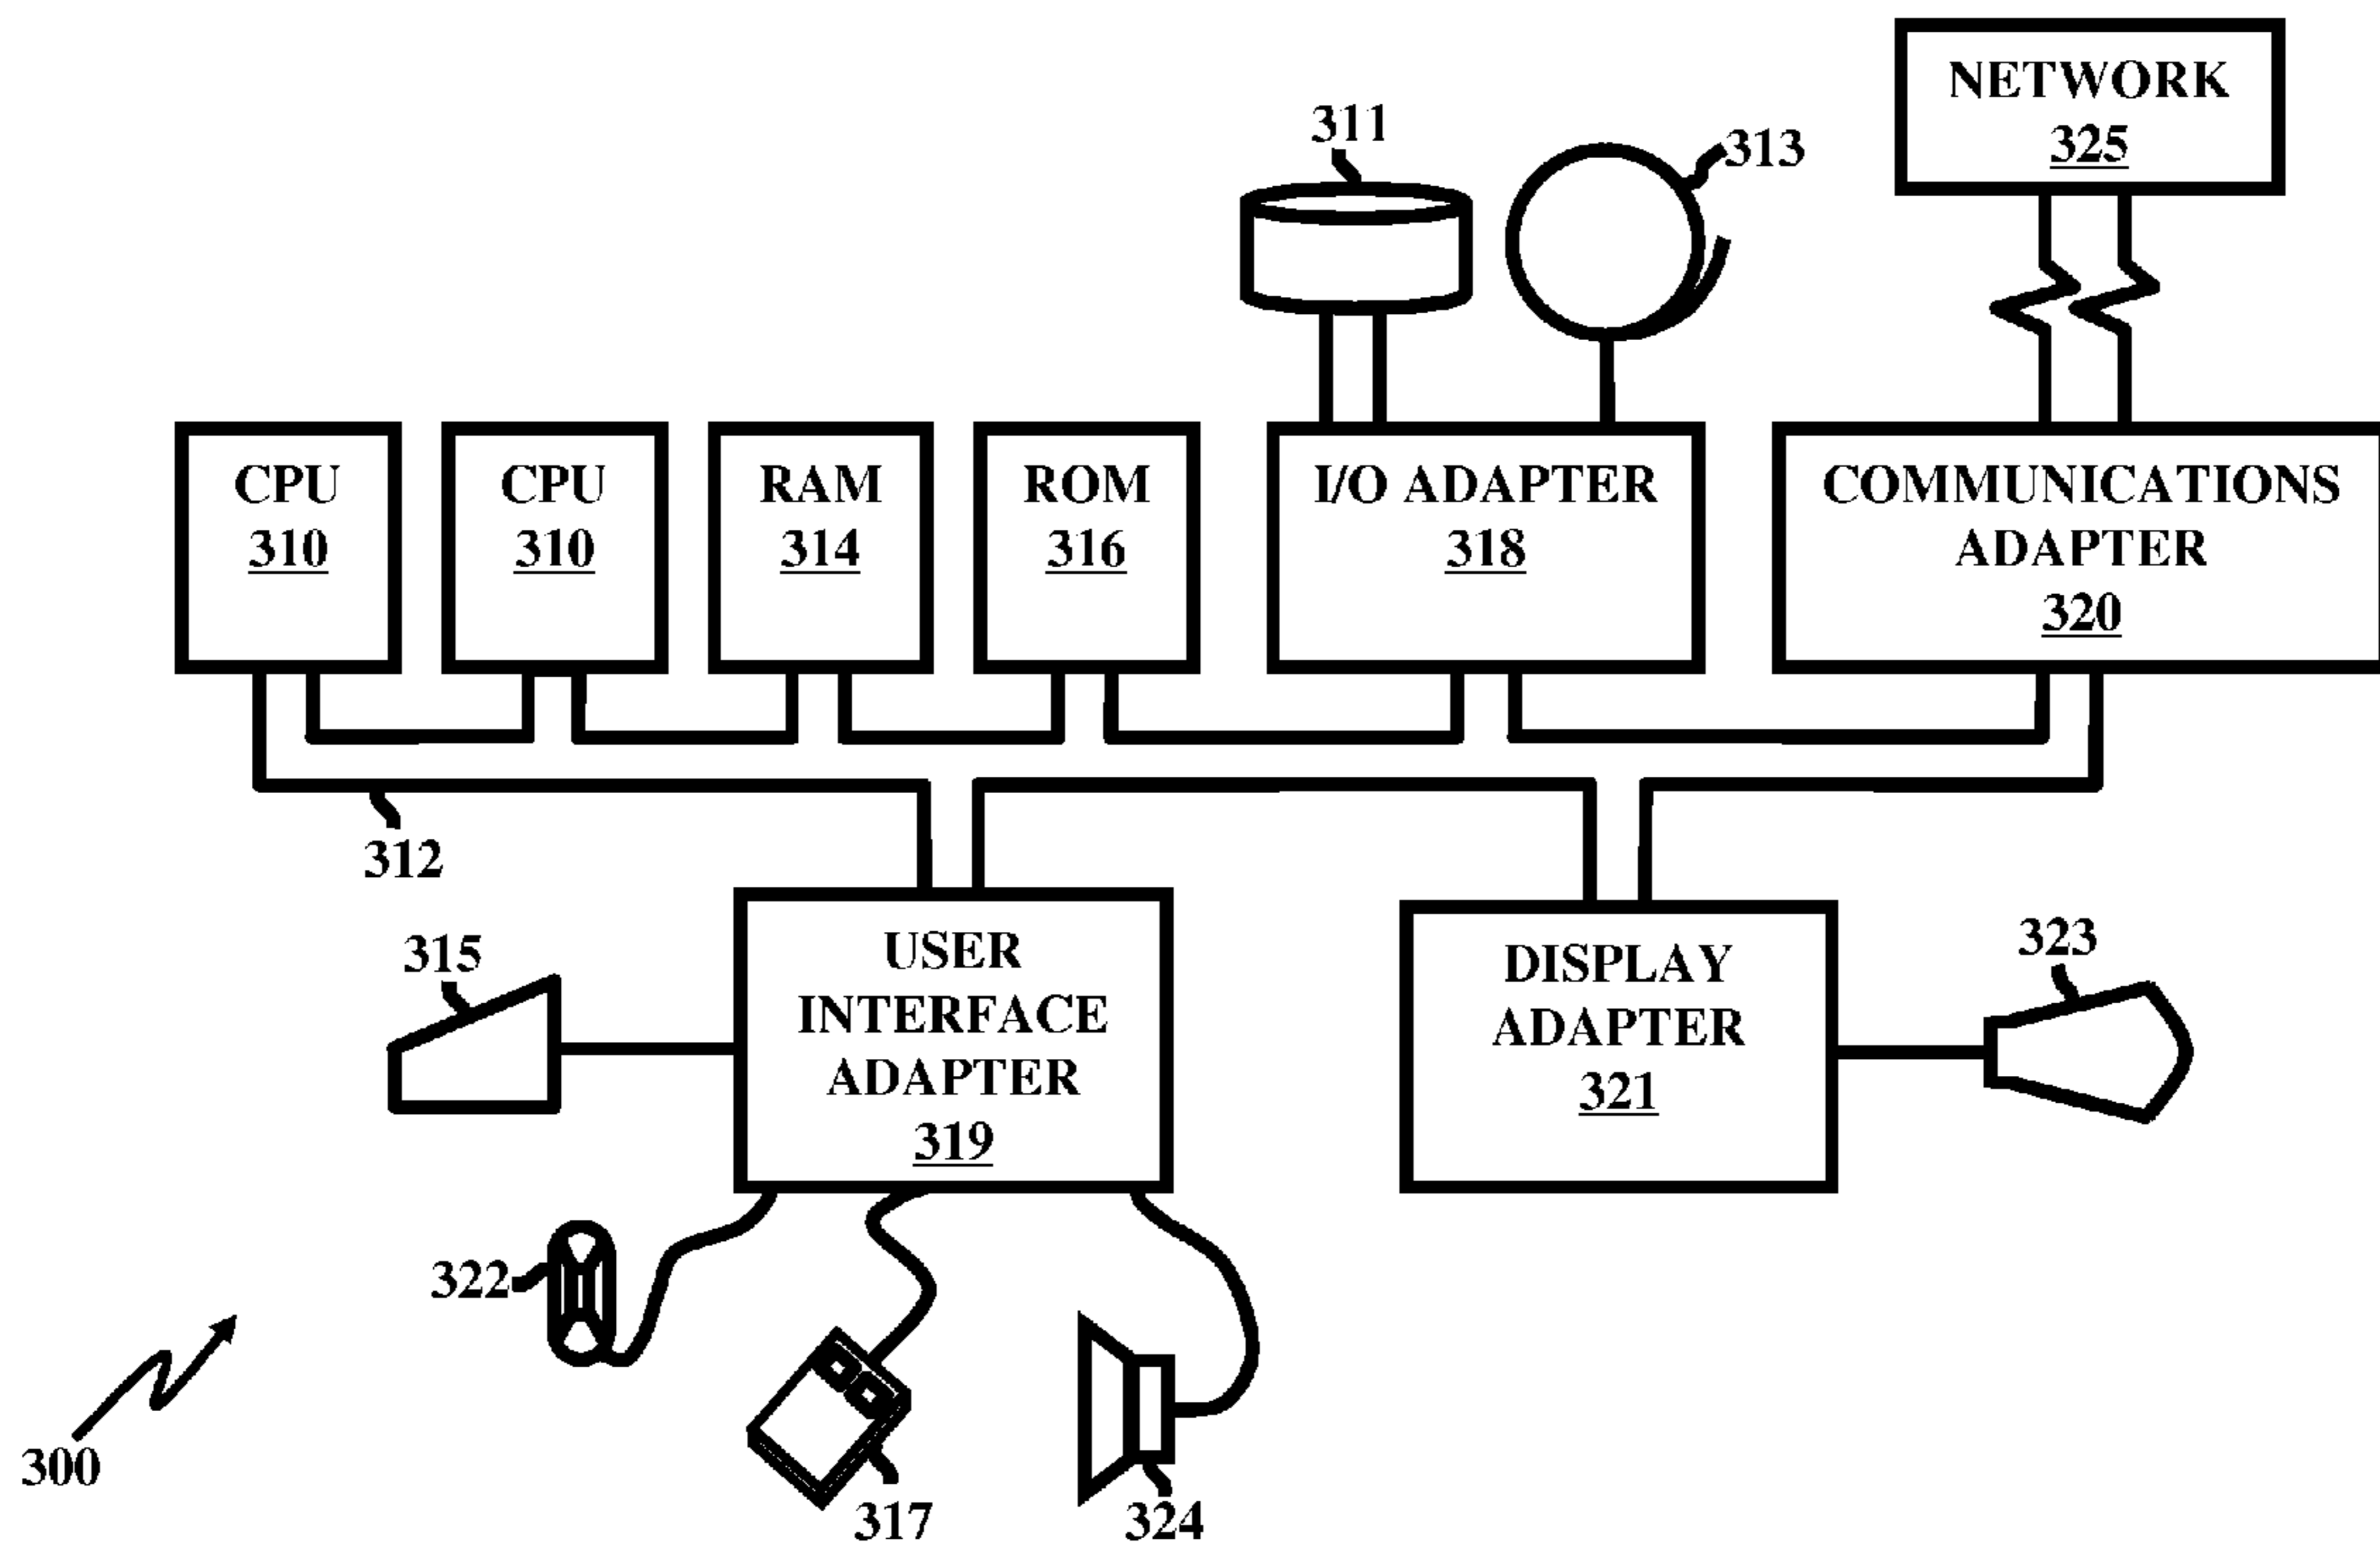 NETWORK
325
311
313
CPU
310
CPU
310
RAM
314
ROM
316
I/O ADAPTER
318
COMMUNICATIONS
ADAPTER
320
312
315
USER
INTERFACE
ADAPTER
319
DISPLAY
ADAPTER
321
323
322
300
317
324